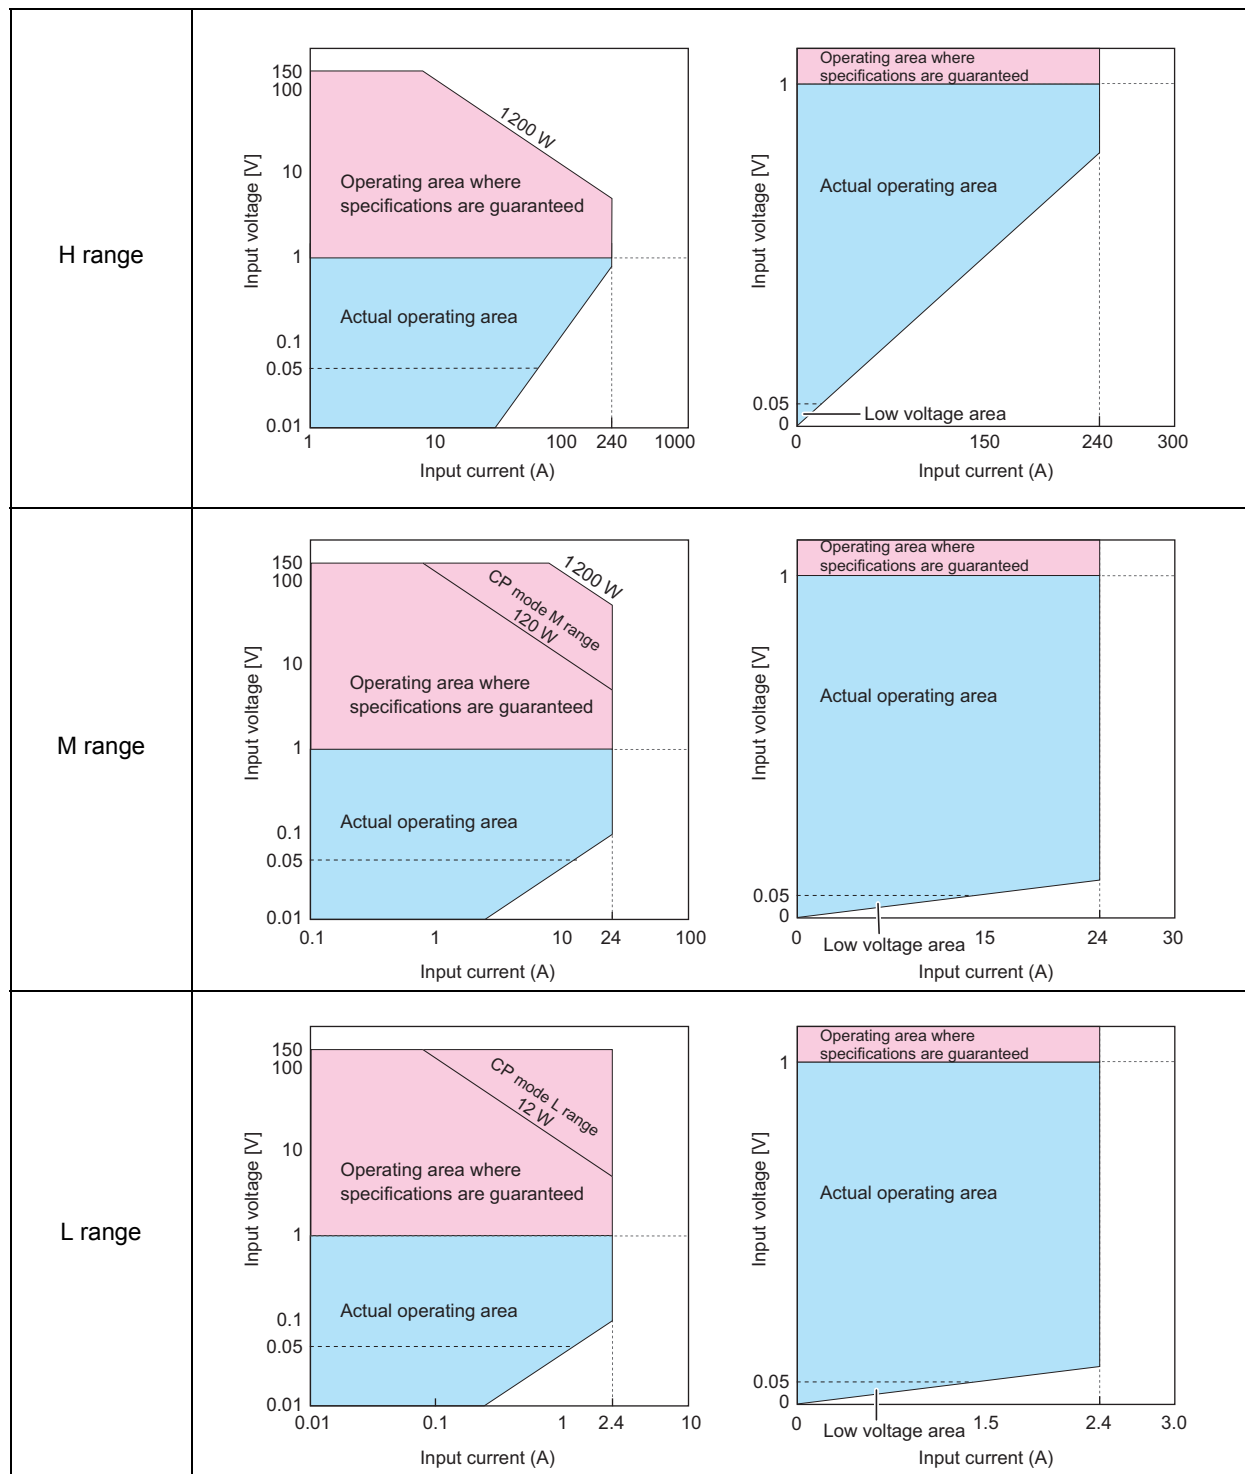 H range
150
100
10
1
0.1
0.05
0.01
Input voltage [V]
1200 W
Operating area where
specifications are guaranteed
Actual operating area
1
10
100
240
1000
Input current (A)
Operating area where
specifications are guaranteed
1
0.05
0
Input voltage [V]
Actual operating area
Low voltage area
0
150
240
300
Input current (A)
M range
150
100
10
1
0.1
0.05
0.01
Input voltage [V]
1200 W
CP mode M range
120 W
Operating area where
specifications are guaranteed
Actual operating area
0.1
1
10
24
100
Input current (A)
Operating area where
specifications are guaranteed
1
0.05
0
Input voltage [V]
Actual operating area
Low voltage area
0
15
24
30
Input current (A)
L range
150
100
10
1
0.1
0.05
0.01
Input voltage [V]
CP mode L range
12 W
Operating area where
specifications are guaranteed
Actual operating area
0.01
0.1
1
2.4
10
Input current (A)
Operating area where
specifications are guaranteed
1
0.05
0
Input voltage [V]
Actual operating area
Low voltage area
0
1.5
2.4
3.0
Input current (A)